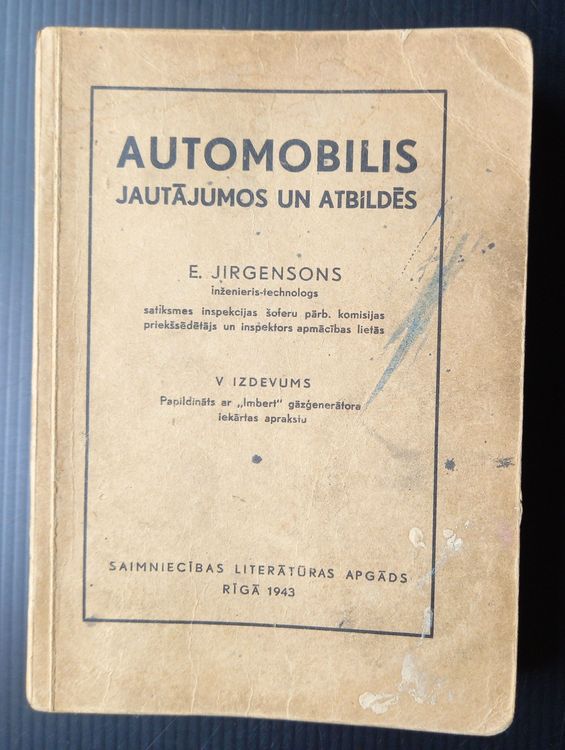 AUTOMOBILIS
JAUTĀJUMOS UN ATBILDĒS
E. JIRGENSONS
inženieris-technologs
satiksmes inspekcijas šoferu pārb. komisijas
priekšsēdētājs un inspektors apmācības lietās
V IZDEVUMS
Papildināts ar „Imbert" gāzģenerātora
iekārtas aprakstu
SAIMNIECĪBAS LITERĀTŪRAS APGĀDS
RĪGĀ 1943